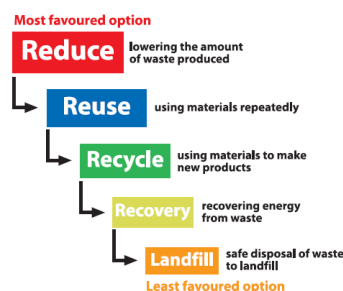 Most favoured option
Reduce
lowering the amount
of waste produced
Reuse
using materials repeatedly
Recycle
using materials to make
new products
Recovery
recovering energy
from waste
Landfill
safe disposal of waste
to landfill
Least favoured option